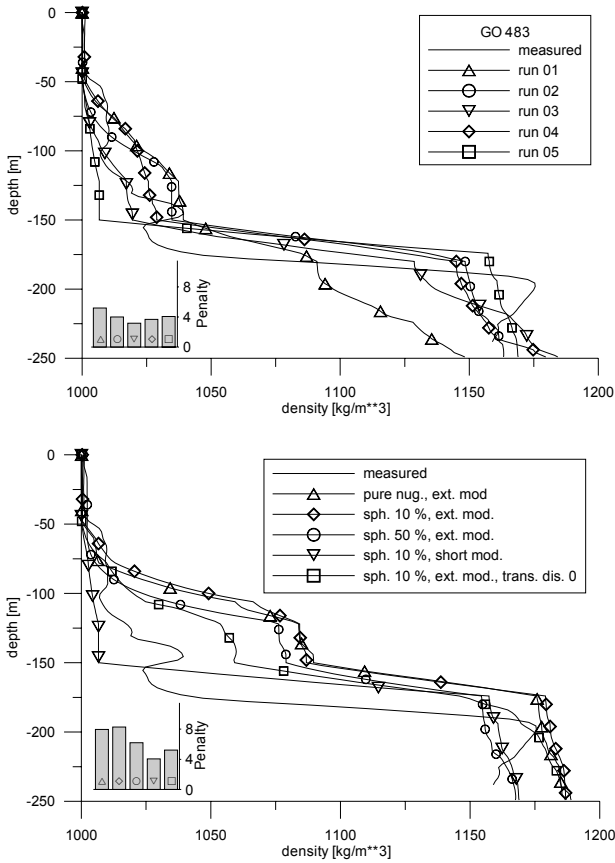 0
-50
-100
-150
-200
-250
depth [m]
GO 483
measured
run 01
run 02
run 03
run 04
run 05
8
4
0
Penalty
1000
1050
1100
1150
1200
density [kg/m**3]
0
-50
-100
-150
-200
-250
depth [m]
measured
pure nug., ext. mod
sph. 10 %, ext. mod.
sph. 50 %, ext. mod.
sph. 10 %, short mod.
sph. 10 %, ext. mod., trans. dis. 0
8
4
0
Penalty
1000
1050
1100
1150
1200
density [kg/m**3]